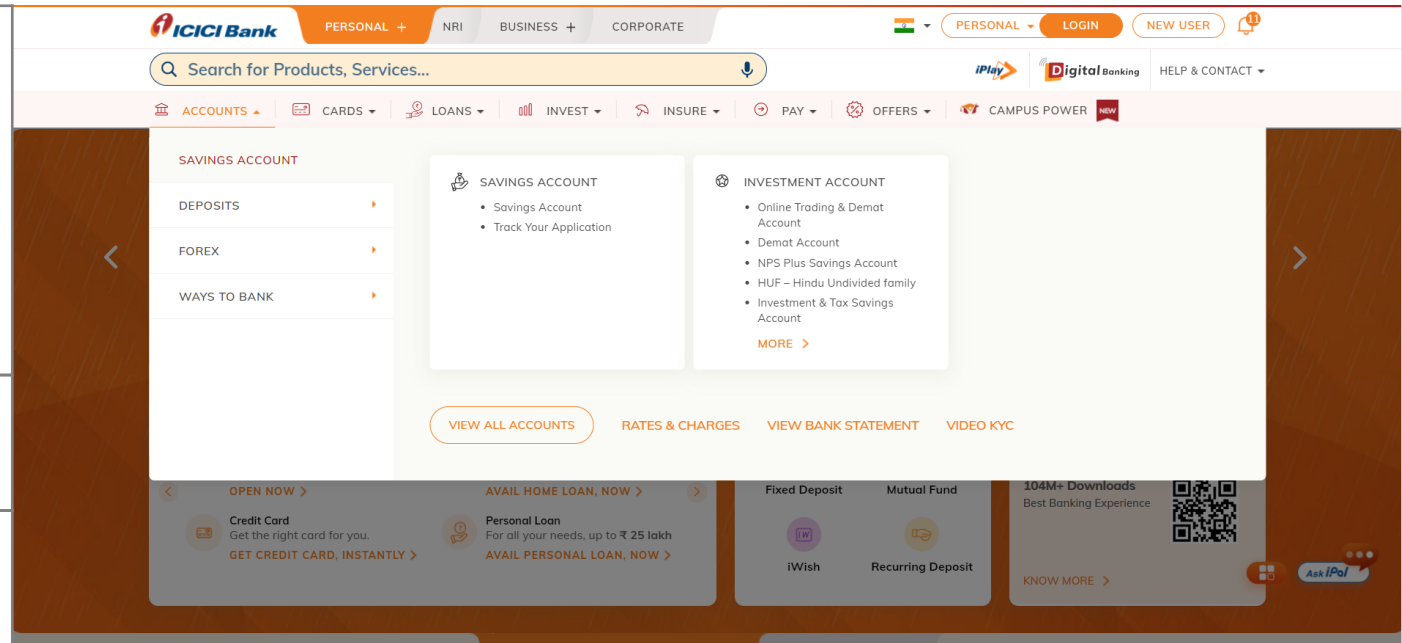 ICICI Bank
PERSONAL +
NRI
BUSINESS +
CORPORATE
PERSONAL
LOGIN
NEW USER
11
Search for Products, Services...
iPlay
Digital Banking
HELP & CONTACT
ACCOUNTS
CARDS
LOANS
INVEST
INSURE
PAY
OFFERS
CAMPUS POWER
NEW
SAVINGS ACCOUNT
DEPOSITS
FOREX
WAYS TO BANK
SAVINGS ACCOUNT
• Savings Account
• Track Your Application
INVESTMENT ACCOUNT
• Online Trading & Demat
Account
• Demat Account
• NPS Plus Savings Account
• HUF – Hindu Undivided family
• Investment & Tax Savings
Account
MORE >
VIEW ALL ACCOUNTS
RATES & CHARGES
VIEW BANK STATEMENT
VIDEO KYC
OPEN NOW >
AVAIL HOME LOAN, NOW >
Credit Card
Get the right card for you.
GET CREDIT CARD, INSTANTLY >
Personal Loan
For all your needs, up to ₹ 25 lakh
AVAIL PERSONAL LOAN, NOW >
Fixed Deposit
Mutual Fund
iW
iWish
Recurring Deposit
104M+ Downloads
Best Banking Experience
KNOW MORE >
Ask iPal